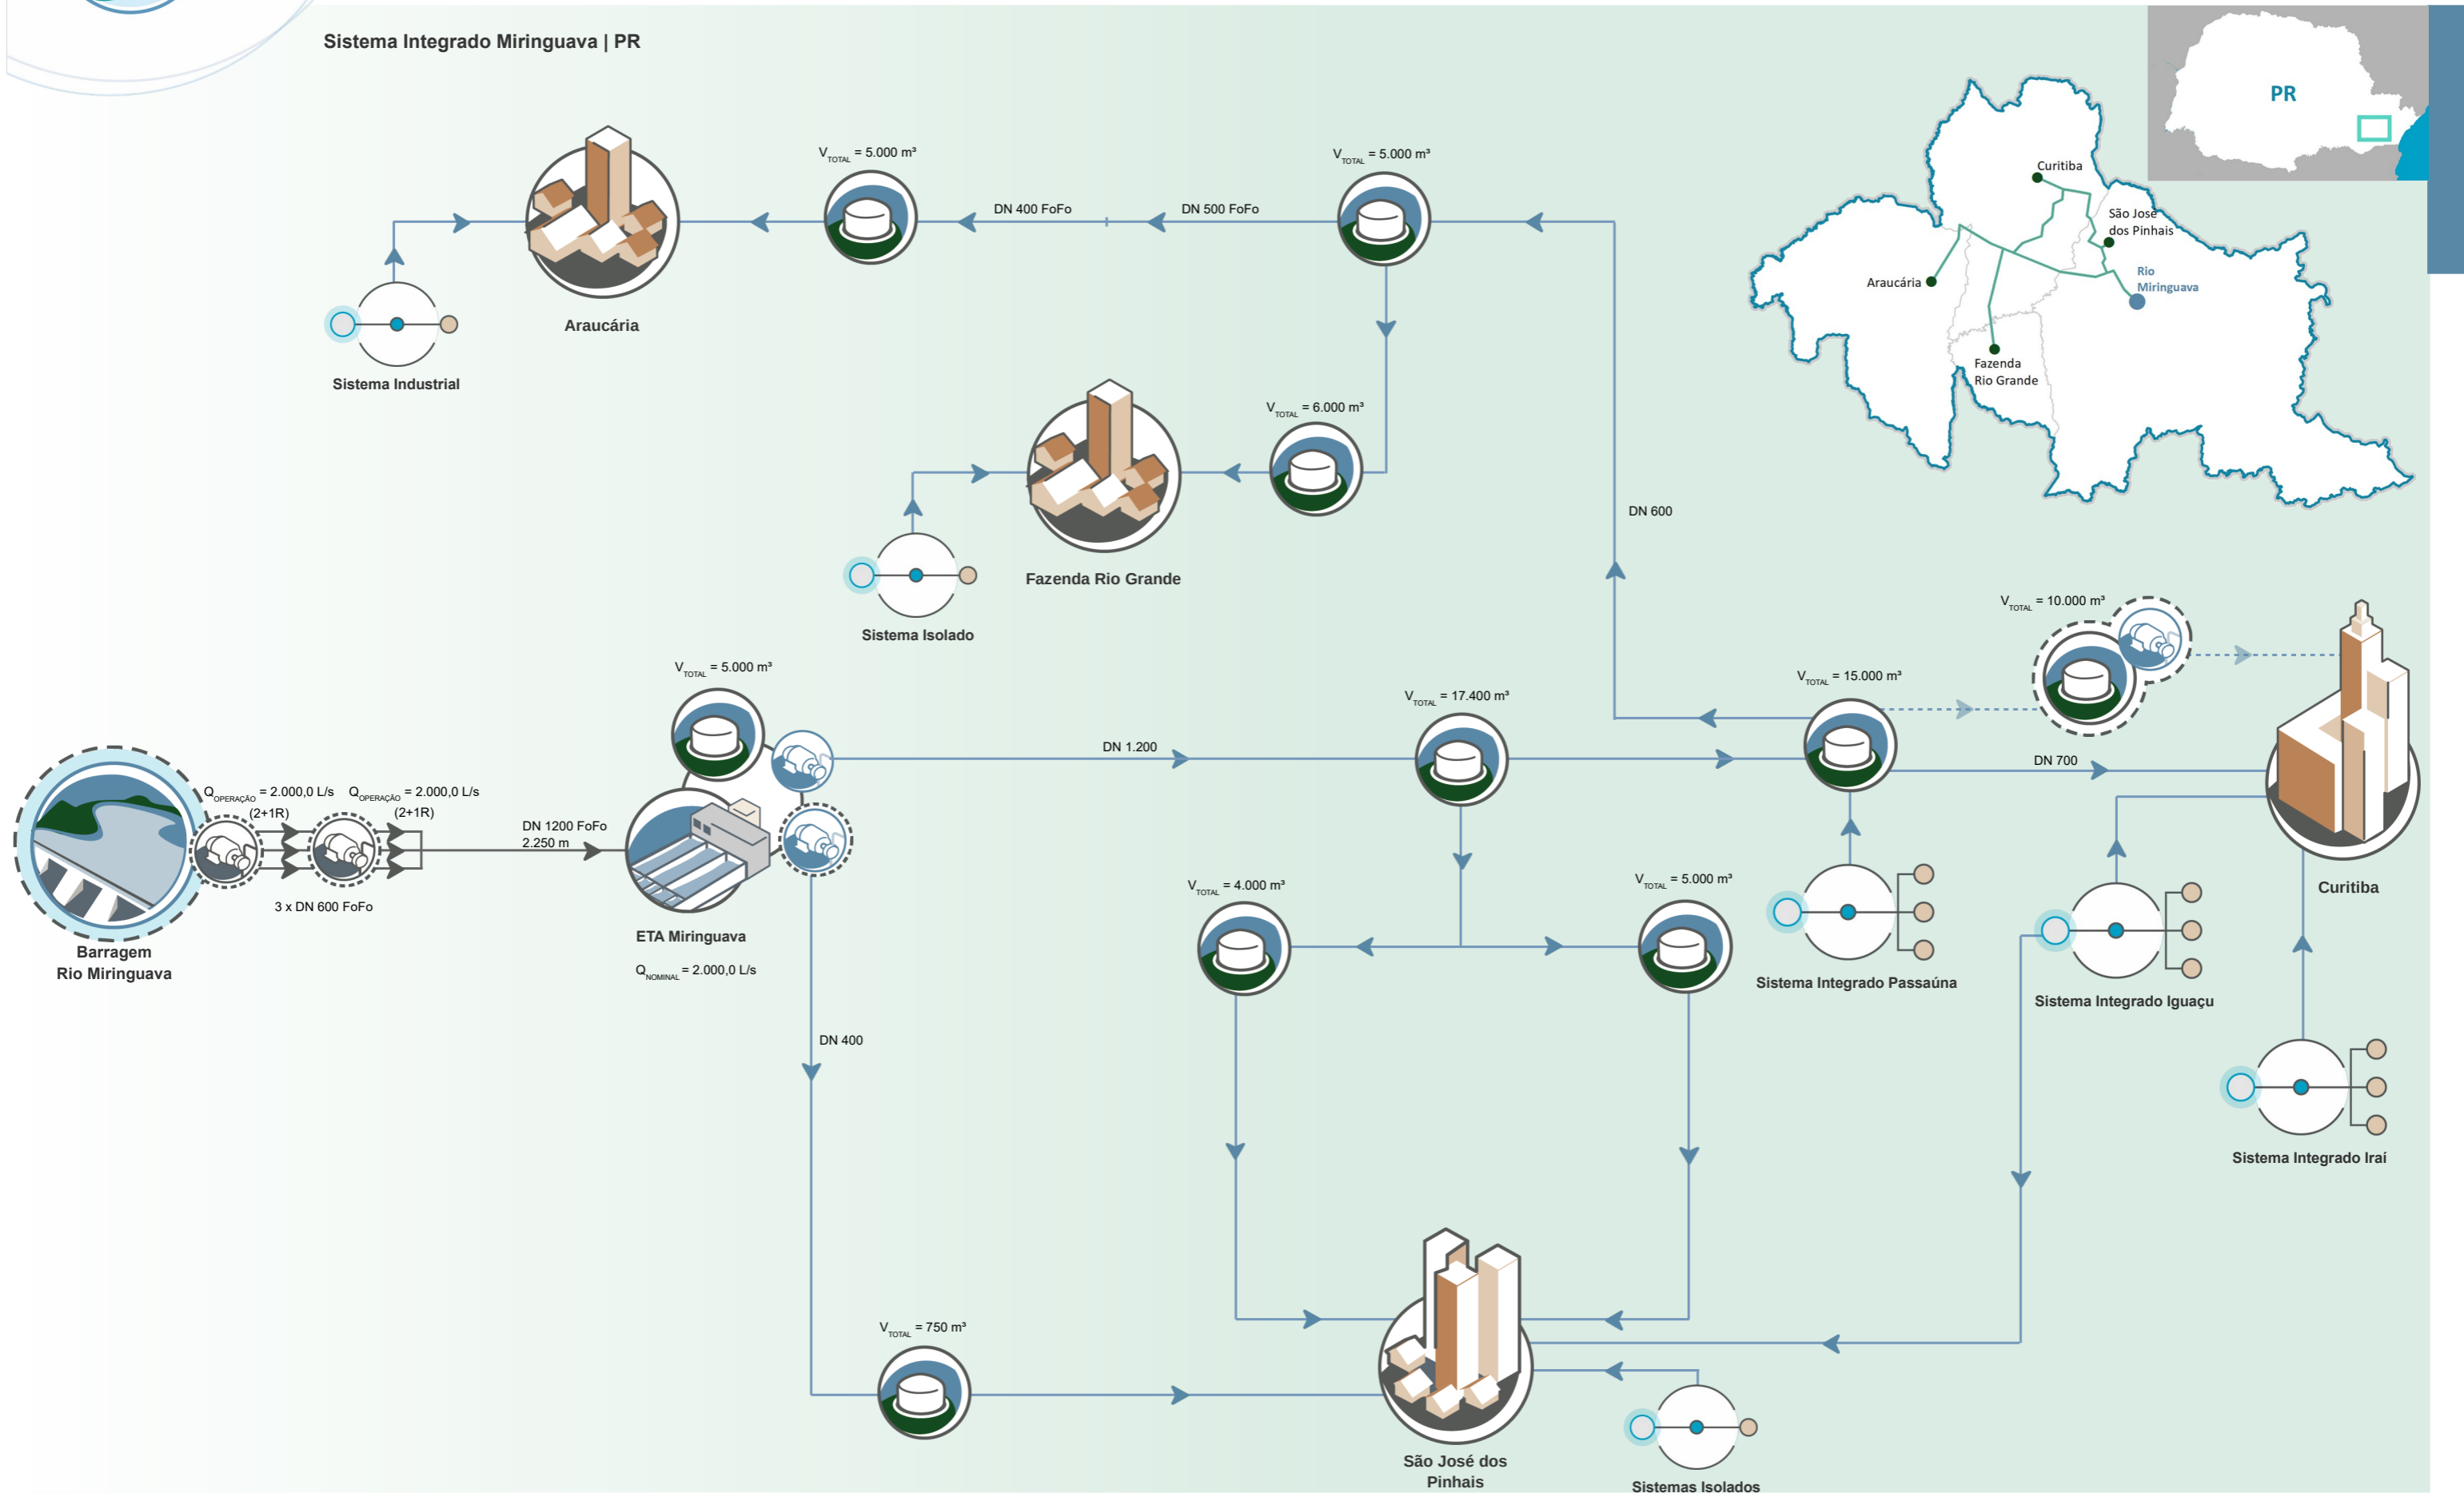 Sistema Integrado Miringuava | PR
PR
Curitiba
São José
dos Pinhais
Rio
Miringuava
Araucária
Fazenda
Rio Grande
V TOTAL = 5.000 m³
V TOTAL = 5.000 m³
DN 400 FoFo
DN 500 FoFo
Araucária
Sistema Industrial
V TOTAL = 6.000 m³
DN 600
Fazenda Rio Grande
Sistema Isolado
V TOTAL = 10.000 m³
V TOTAL = 5.000 m³
V TOTAL = 17.400 m³
V TOTAL = 15.000 m³
DN 1.200
DN 700
Q OPERAÇÃO = 2.000,0 L/s
(2+1R)
Q OPERAÇÃO = 2.000,0 L/s
(2+1R)
DN 1200 FoFo
2.250 m
3 x DN 600 FoFo
Barragem
Rio Miringuava
ETA Miringuava
Q NOMINAL = 2.000,0 L/s
V TOTAL = 4.000 m³
V TOTAL = 5.000 m³
Curitiba
Sistema Integrado Passaúna
Sistema Integrado Iguaçu
DN 400
Sistema Integrado Iraí
V TOTAL = 750 m³
São José dos
Pinhais
Sistemas Isolados